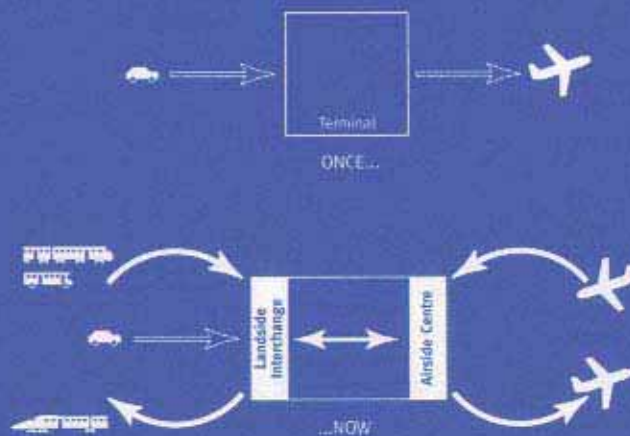 Terminal
ONCE...
Landside
Interchange
Airside Centre
...NOW